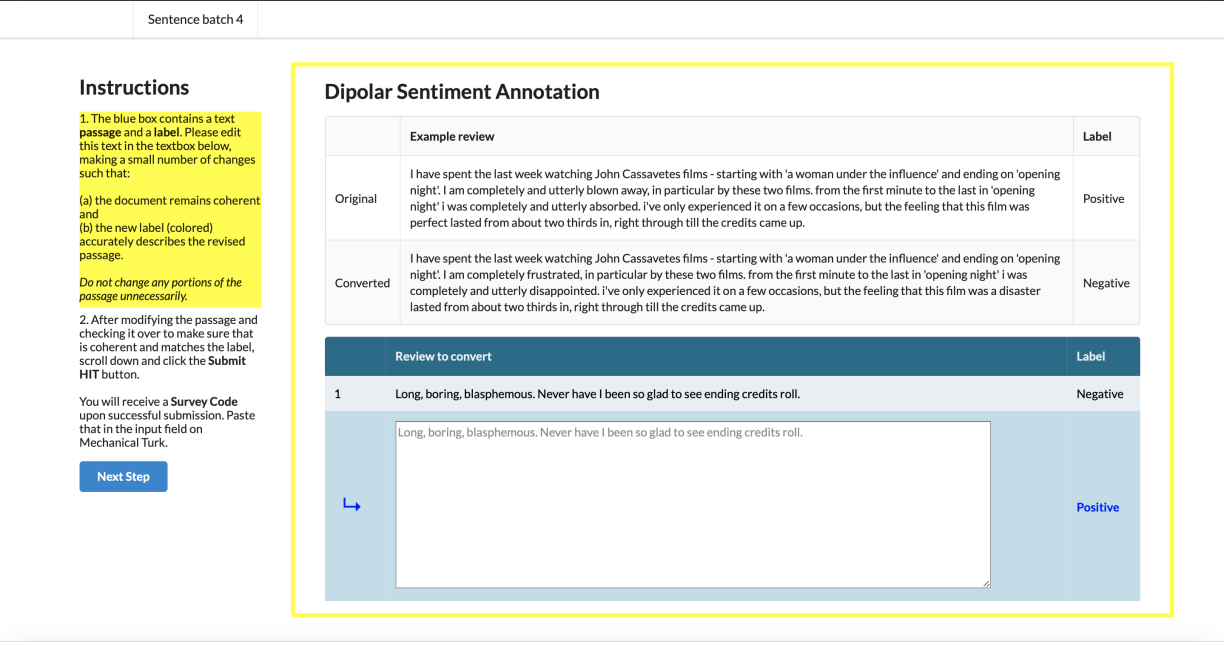 Sentence batch 4
Instructions
1. The blue box contains a text
passage and a label. Please edit
this text in the textbox below,
making a small number of changes
such that:
(a) the document remains coherent
and
(b) the new label (colored)
accurately describes the revised
passage.
Do not change any portions of the
passage unnecessarily.
2. After modifying the passage and
checking it over to make sure that
is coherent and matches the label,
scroll down and click the Submit
HIT button.
You will receive a Survey Code
upon successful submission. Paste
that in the input field on
Mechanical Turk.
Next Step
Dipolar Sentiment Annotation
Example review Label
Original
I have spent the last week watching John Cassavetes films - starting with 'a woman under the influence' and ending on 'opening
night'. I am completely and utterly blown away, in particular by these two films. from the first minute to the last in 'opening
night' i was completely and utterly absorbed. i've only experienced it on a few occasions, but the feeling that this film was
perfect lasted from about two thirds in, right through till the credits came up.
Positive
Converted
I have spent the last week watching John Cassavetes films - starting with 'a woman under the influence' and ending on 'opening
night'. I am completely frustrated, in particular by these two films. from the first minute to the last in 'opening night' i was
completely and utterly disappointed. i've only experienced it on a few occasions, but the feeling that this film was a disaster
lasted from about two thirds in, right through till the credits came up.
Negative
Review to convert Label
1 Long, boring, blasphemous. Never have I been so glad to see ending credits roll. Negative
Long, boring, blasphemous. Never have I been so glad to see ending credits roll.
Positive